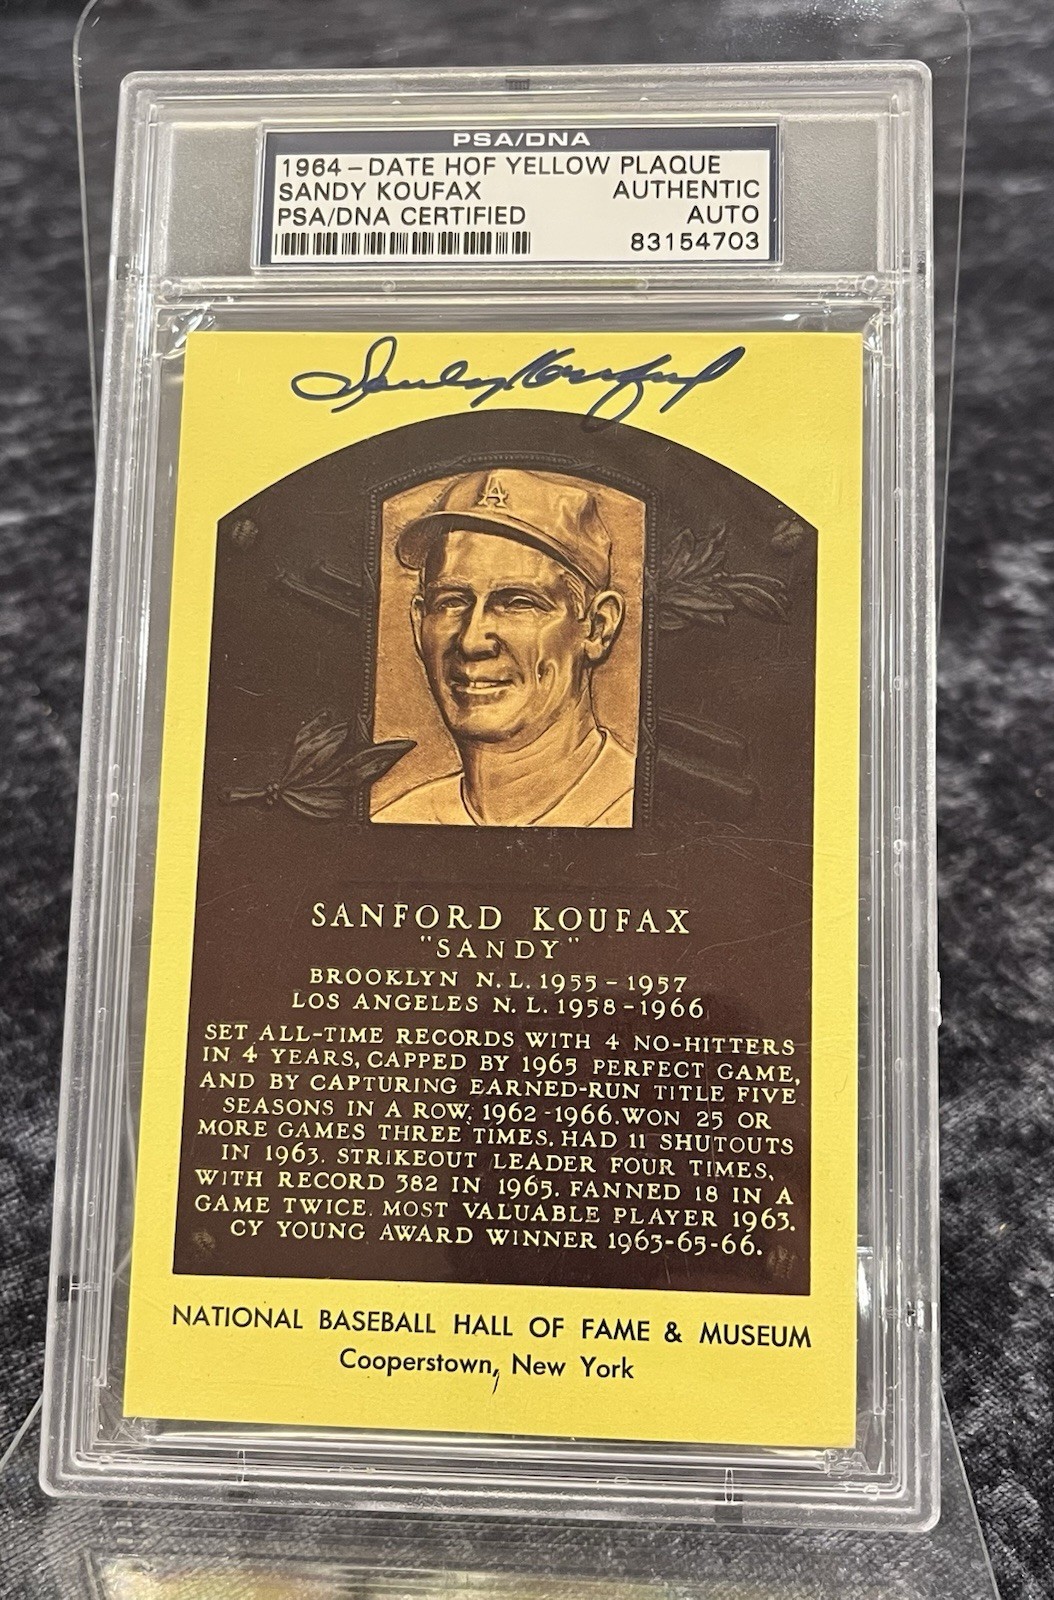 PSA/DNA
1964-DATE HOF YELLOW PLAQUE
SANDY KOUFAX AUTHENTIC
PSA/DNA CERTIFIED AUTO
83154703
Sandy Koufax
A
SANFORD KOUFAX
"SANDY"
BROOKLYN N.L. 1955-1957
LOS ANGELES N.L. 1958-1966
SET ALL-TIME RECORDS WITH 4 NO-HITTERS
IN 4 YEARS, CAPPED BY 1965 PERFECT GAME,
AND BY CAPTURING EARNED-RUN TITLE FIVE
SEASONS IN A ROW, 1962-1966. WON 25 OR
MORE GAMES THREE TIMES. HAD 11 SHUTOUTS
IN 1963. STRIKEOUT LEADER FOUR TIMES,
WITH RECORD 382 IN 1965. FANNED 18 IN A
GAME TWICE. MOST VALUABLE PLAYER 1963.
CY YOUNG AWARD WINNER 1963-65-66.
NATIONAL BASEBALL HALL OF FAME & MUSEUM
Cooperstown, New York
PSA